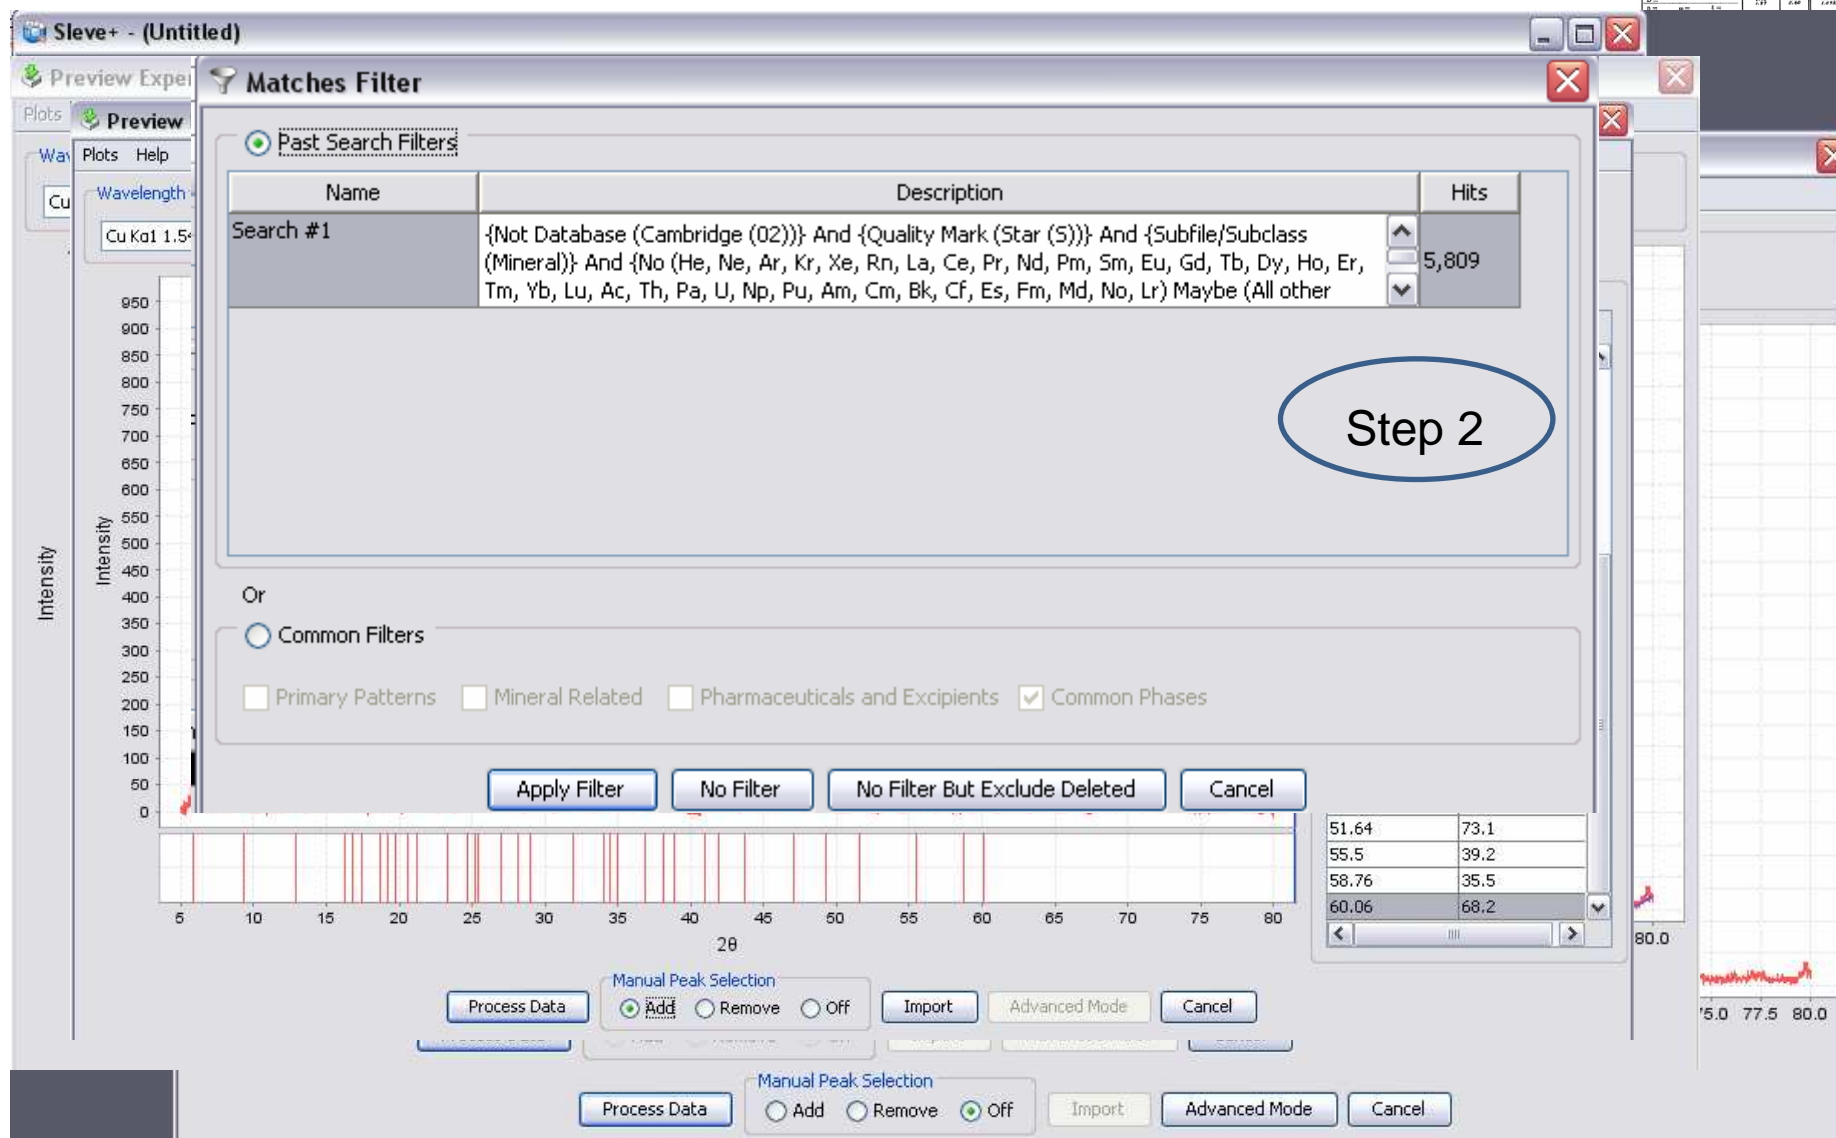 Sleve+ - (Untitled)
Preview Exper
Matches Filter
Plots
Preview
Past Search Filters
Wav
Plots Help
Name Description Hits
Wavelength
Cu
Cu Kα1 1.54
Search #1
{Not Database (Cambridge (02))} And {Quality Mark (Star (S))} And {Subfile/Subclass
(Mineral)} And {No (He, Ne, Ar, Kr, Xe, Rn, La, Ce, Pr, Nd, Pm, Sm, Eu, Gd, Tb, Dy, Ho, Er,
Tm, Yb, Lu, Ac, Th, Pa, U, Np, Pu, Am, Cm, Bk, Cf, Es, Fm, Md, No, Lr) Maybe (All other
5,809
Step 2
950
900
850
800
750
700
650
600
550
500
450
400
350
300
250
200
150
100
50
0
Intensity
Intensity
Or
Common Filters
Primary Patterns Mineral Related Pharmaceuticals and Excipients Common Phases
Apply Filter No Filter No Filter But Exclude Deleted Cancel
51.64 73.1
55.5 39.2
58.76 35.5
60.06 68.2
5 10 15 20 25 30 35 40 45 50 55 60 65 70 75 80
2θ
80.0
Manual Peak Selection
Process Data Add Remove Off Import Advanced Mode Cancel
75.0 77.5 80.0
Manual Peak Selection
Process Data Add Remove Off Import Advanced Mode Cancel